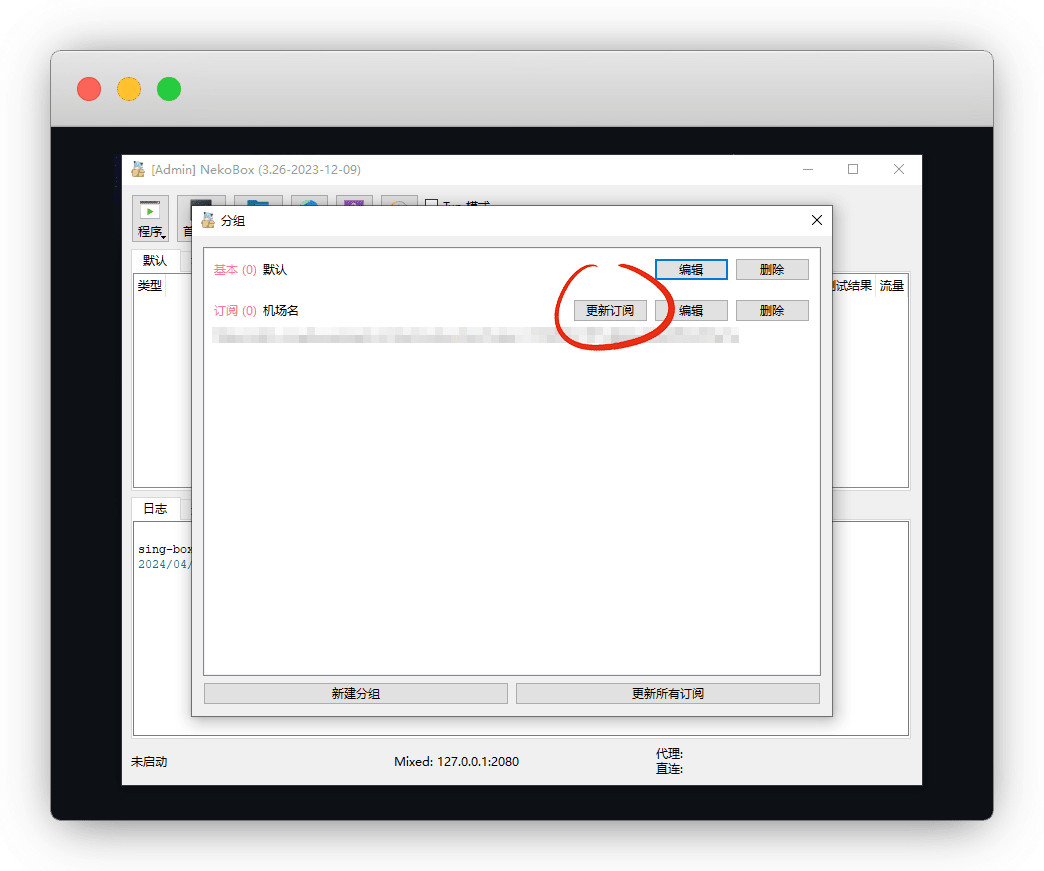 [Admin] NekoBox (3.26-2023-12-09)
程序
分组
默认
类型
测试结果 流量
基本 (0) 默认 编辑 删除
订阅 (0) 机场名 更新订阅 编辑 删除
日志
sing-box
2024/04/
新建分组 更新所有订阅
未启动 Mixed: 127.0.0.1:2080
代理:
直连: